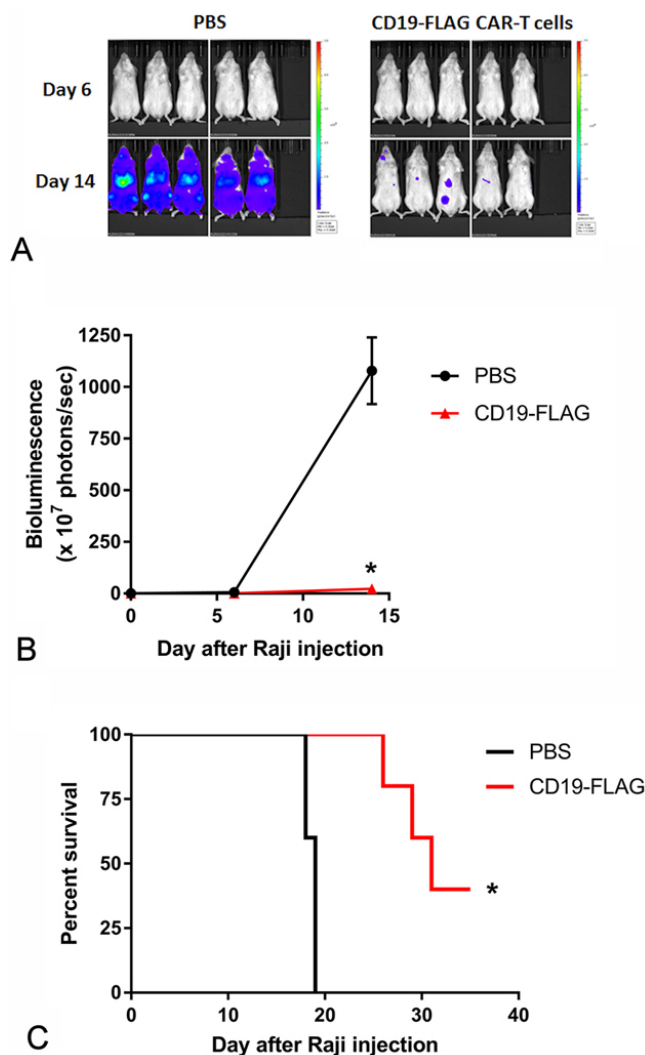 PBS
CD19-FLAG CAR-T cells
Day 6
Day 14
A
Bioluminescence
(x 10⁷ photons/sec)
1250
1000
750
500
250
0
0 5 10 15
*
PBS
CD19-FLAG
Day after Raji injection
B
Percent survival
100
75
50
25
0
0 10 20 30 40
*
PBS
CD19-FLAG
Day after Raji injection
C